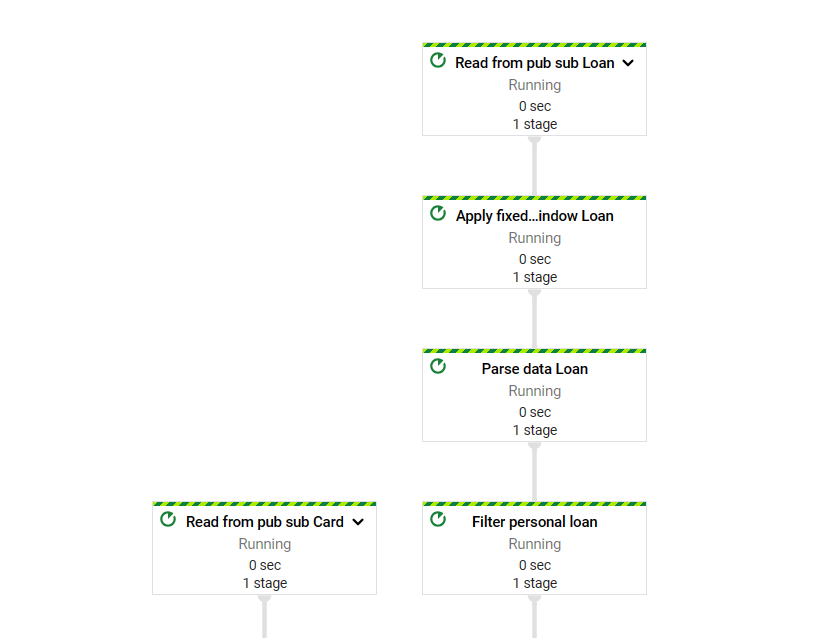 Read from pub sub Loan
Running
0 sec
1 stage
Apply fixed...indow Loan
Running
0 sec
1 stage
Parse data Loan
Running
0 sec
1 stage
Read from pub sub Card
Running
0 sec
1 stage
Filter personal loan
Running
0 sec
1 stage